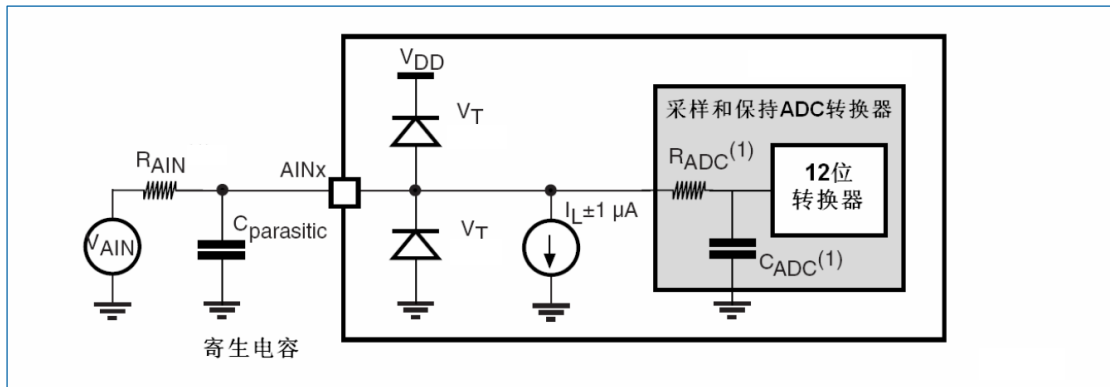 VDD
VT
采样和保持ADC转换器
RAIN
AINx
RADC(1)
12位
转换器
VAIN
Cparasitic
VT
IL±1 μA
CADC(1)
寄生电容